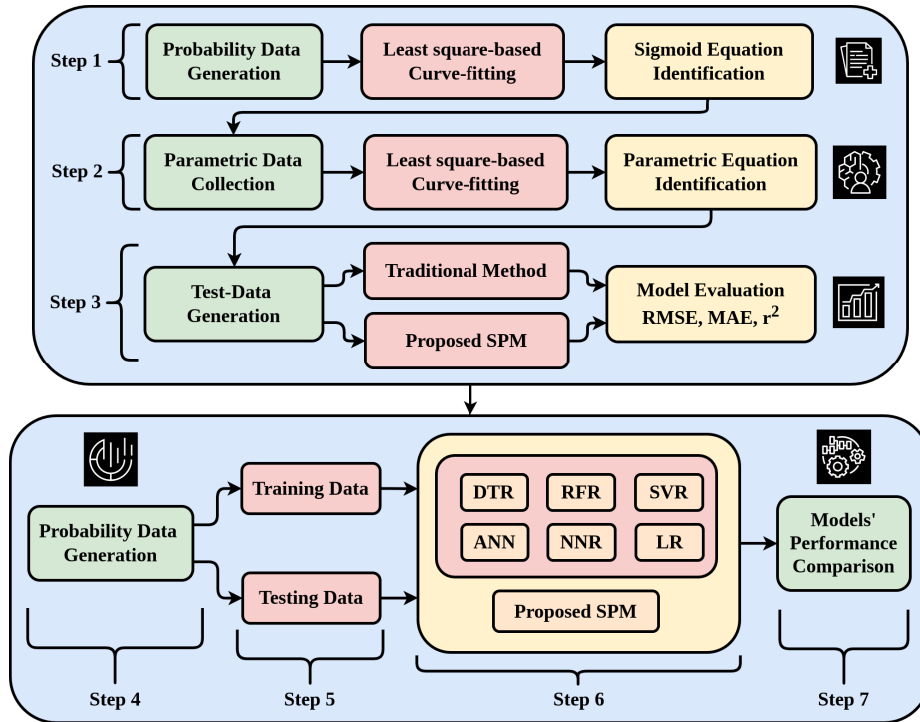 Step 1
Probability Data
Generation
Least square-based
Curve-fitting
Sigmoid Equation
Identification
Step 2
Parametric Data
Collection
Least square-based
Curve-fitting
Parametric Equation
Identification
Step 3
Test-Data
Generation
Traditional Method
Proposed SPM
Model Evaluation
RMSE, MAE, r²
Probability Data
Generation
Training Data
Testing Data
DTR
RFR
SVR
ANN
NNR
LR
Proposed SPM
Models'
Performance
Comparison
Step 4
Step 5
Step 6
Step 7